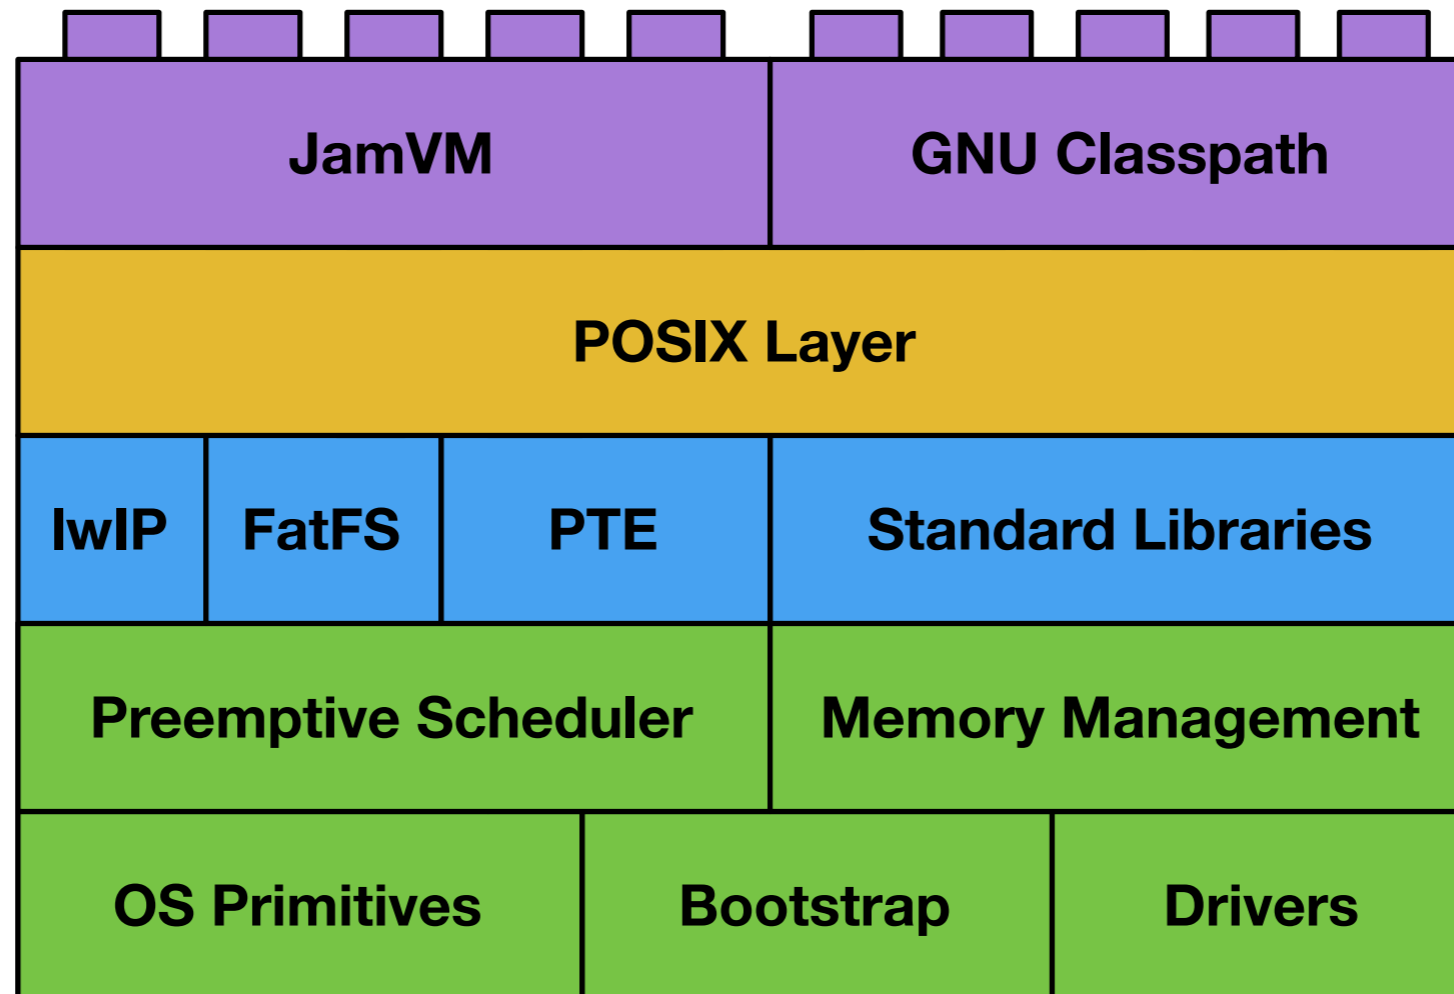 JamVM
GNU Classpath
POSIX Layer
lwIP
FatFS
PTE
Standard Libraries
Preemptive Scheduler
Memory Management
OS Primitives
Bootstrap
Drivers